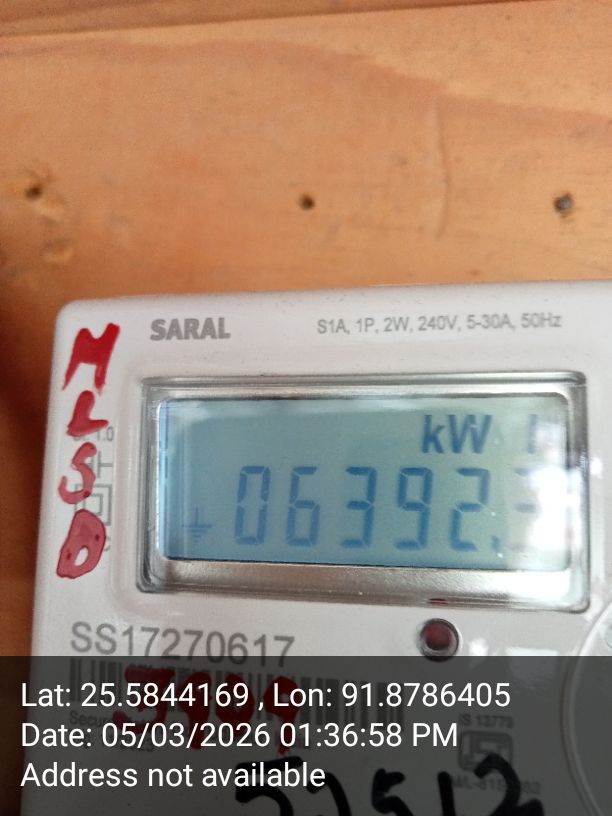 SARAL
S1A, 1P, 2W, 240V, 5-30A, 50Hz
kW
06392.
SS17270617
Lat: 25.5844169 , Lon: 91.8786405
Date: 05/03/2026 01:36:58 PM
Address not available